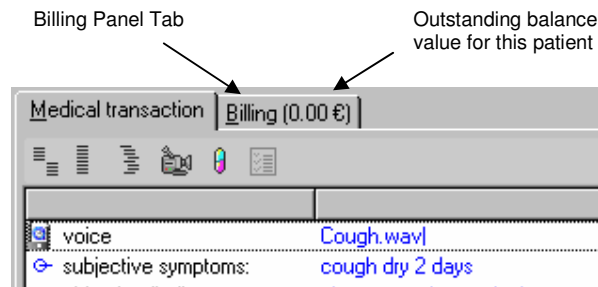 Billing Panel Tab
Outstanding balance
value for this patient
Medical transaction
Billing (0.00 €)
voice
Cough.wav
subjective symptoms:
cough dry 2 days